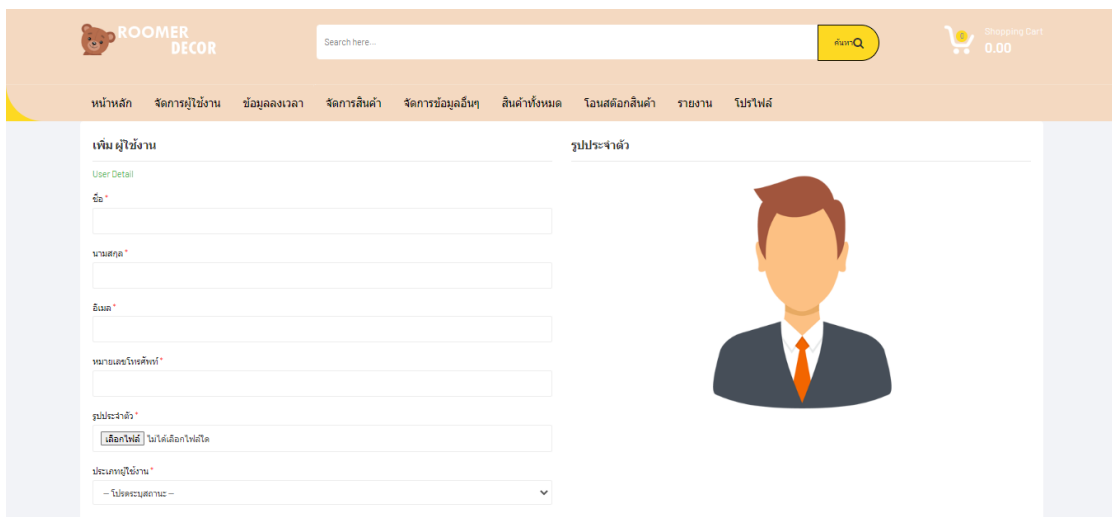 ROOMER
DECOR
Search here...
ค้นหา
0
Shopping Cart
0.00
หน้าหลัก จัดการผู้ใช้งาน ข้อมูลลงเวลา จัดการสินค้า จัดการข้อมูลอื่นๆ สินค้าทั้งหมด โอนสต๊อกสินค้า รายงาน โปรไฟล์
เพิ่ม ผู้ใช้งาน
รูปประจำตัว
User Detail
ชื่อ *
นามสกุล *
อีเมล *
หมายเลขโทรศัพท์ *
รูปประจำตัว *
เลือกไฟล์ ไม่ได้เลือกไฟล์ใด
ประเภทผู้ใช้งาน *
-- โปรดระบุสถานะ --